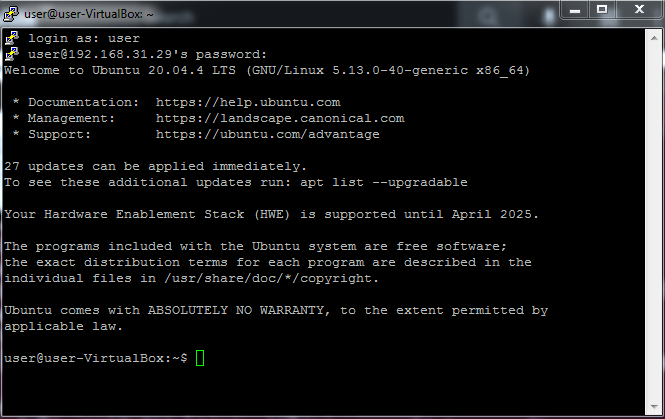 user@user-VirtualBox: ~
login as: user
user@192.168.31.29's password:
Welcome to Ubuntu 20.04.4 LTS (GNU/Linux 5.13.0-40-generic x86_64)

 * Documentation:  https://help.ubuntu.com
 * Management:     https://landscape.canonical.com
 * Support:        https://ubuntu.com/advantage

27 updates can be applied immediately.
To see these additional updates run: apt list --upgradable

Your Hardware Enablement Stack (HWE) is supported until April 2025.

The programs included with the Ubuntu system are free software;
the exact distribution terms for each program are described in the
individual files in /usr/share/doc/*/copyright.

Ubuntu comes with ABSOLUTELY NO WARRANTY, to the extent permitted by
applicable law.

user@user-VirtualBox:~$